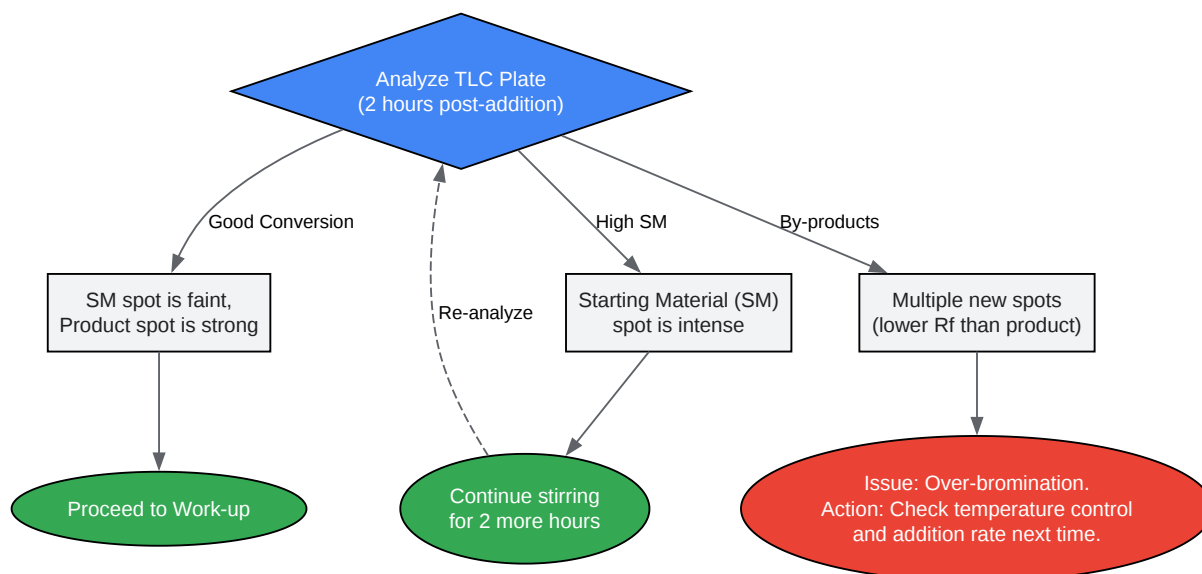 Analyze TLC Plate
(2 hours post-addition)
Good Conversion
High SM
By-products
SM spot is faint,
Product spot is strong
Re-analyze
Starting Material (SM)
spot is intense
Multiple new spots
(lower Rf than product)
Proceed to Work-up
Continue stirring
for 2 more hours
Issue: Over-bromination.
Action: Check temperature control
and addition rate next time.